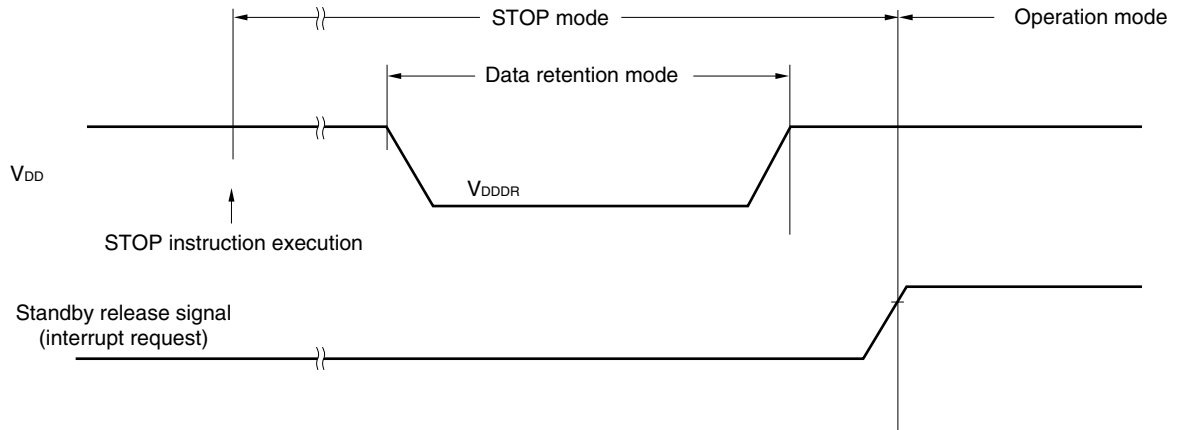 STOP mode
Operation mode
Data retention mode
VDD
VDDDR
STOP instruction execution
Standby release signal
(interrupt request)